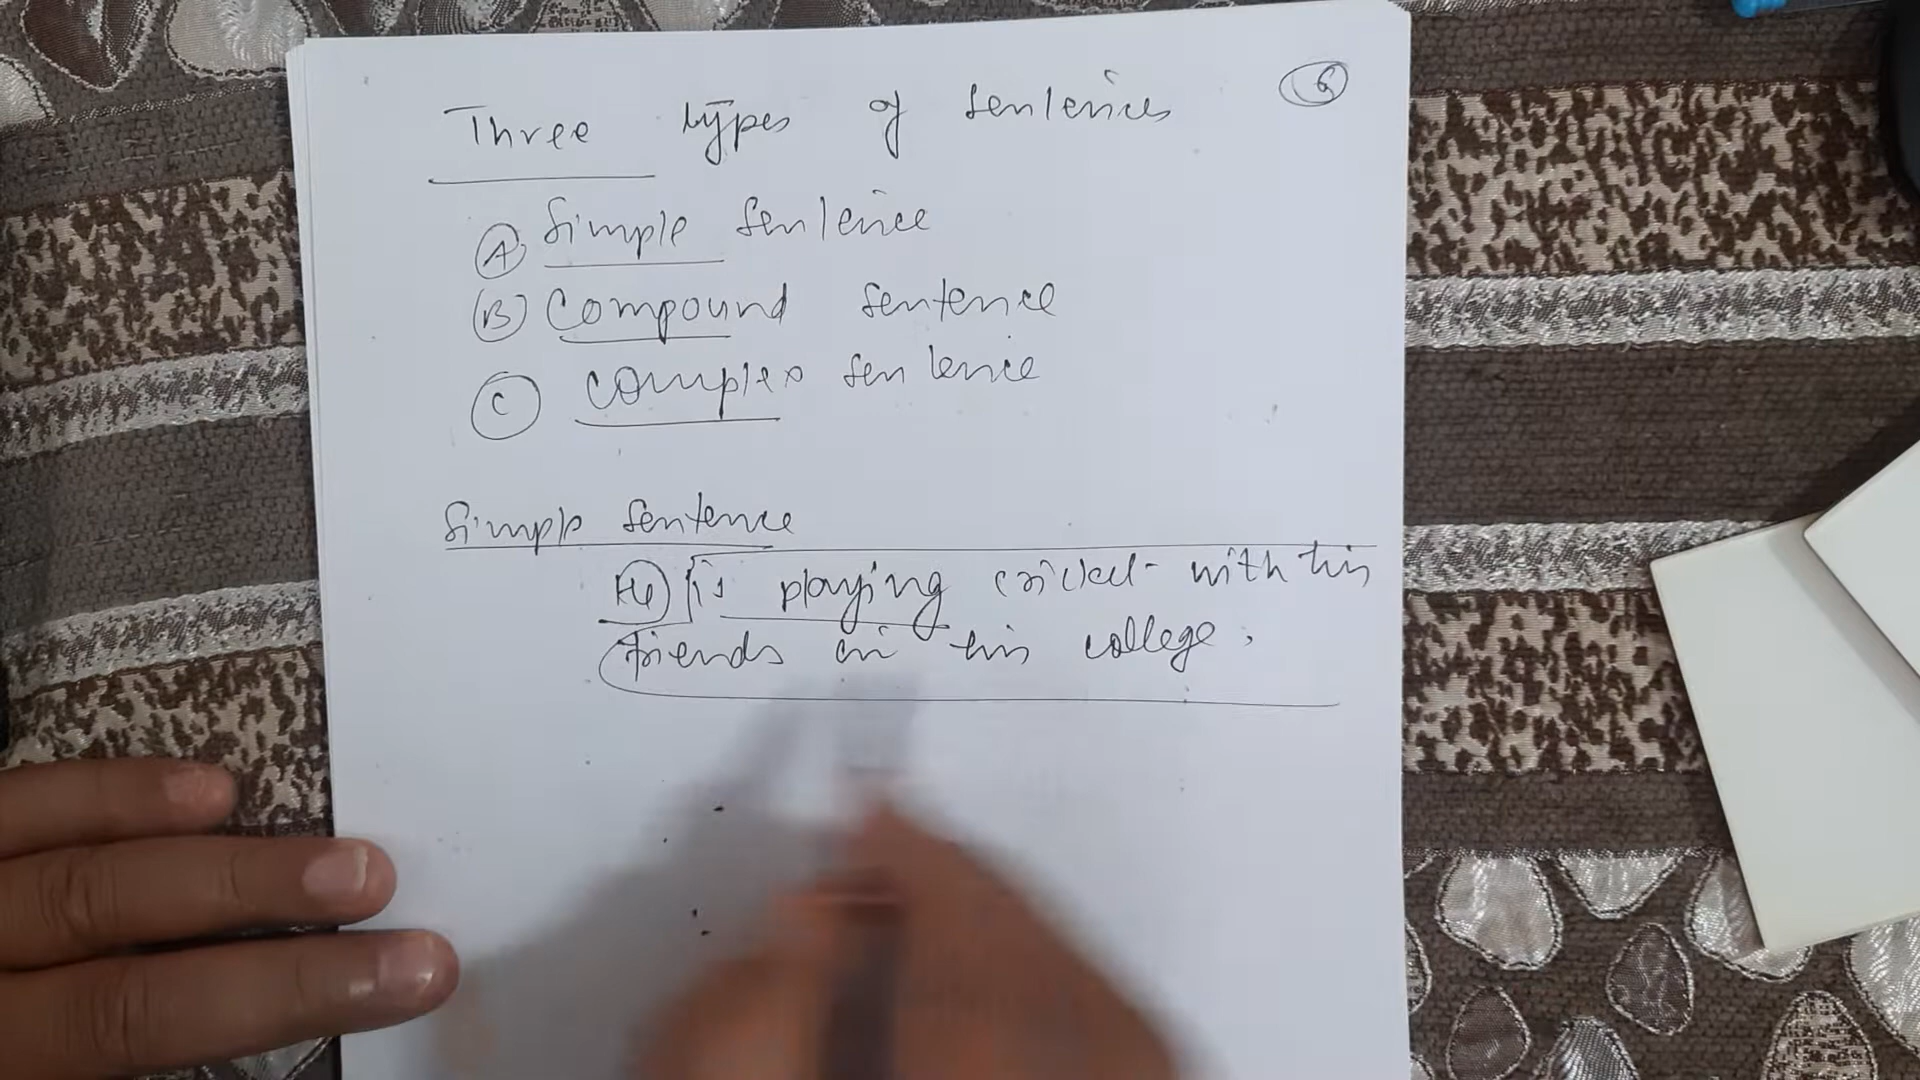 Three types of sentences
6
A Simple sentence
B Compound sentence
C complex sentence
Simple sentence
He is playing cricket with his
friends in his college.